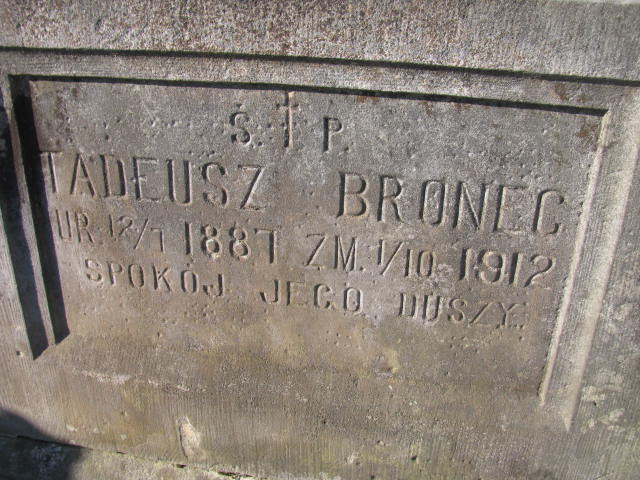 Ś. † P.
TADEUSZ BRONEC
UR. 12/7 1887 ZM. 1/10 1912
SPOKÓJ JEGO DUSZY.